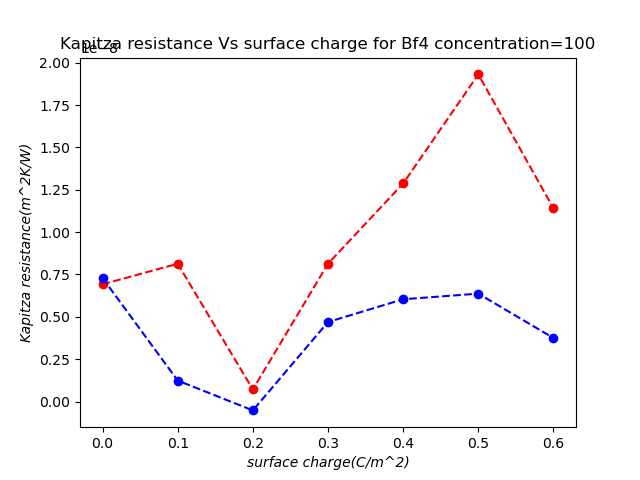 Kapitza resistance Vs surface charge for Bf4 concentration=100
1e−8
2.00
1.75
1.50
1.25
1.00
0.75
0.50
0.25
0.00
Kapitza resistance(m^2K/W)
0.0 0.1 0.2 0.3 0.4 0.5 0.6
surface charge(C/m^2)